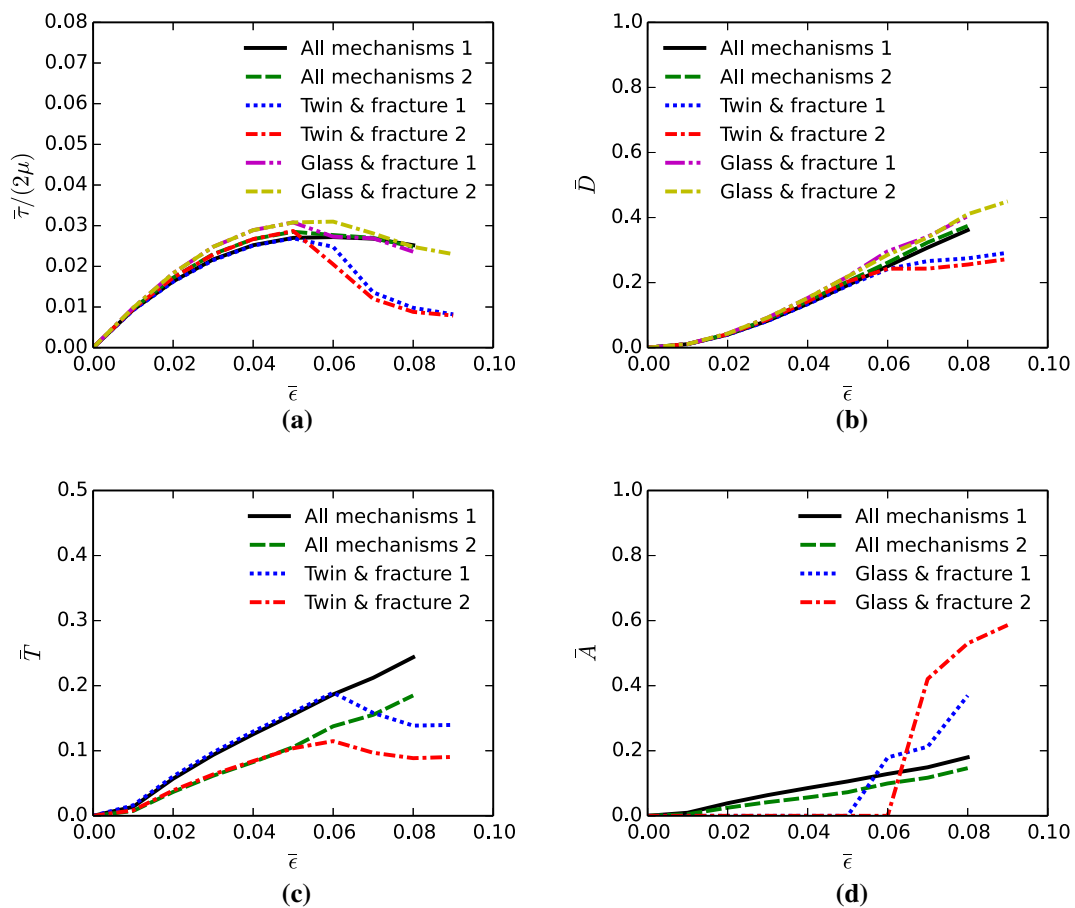 0.08
0.07
0.06
0.05
0.04
0.03
0.02
0.01
0.00
τ̅/(2μ)
All mechanisms 1
All mechanisms 2
Twin & fracture 1
Twin & fracture 2
Glass & fracture 1
Glass & fracture 2
0.00 0.02 0.04 0.06 0.08 0.10
ϵ̅
(a)
1.0
0.8
0.6
0.4
0.2
0.0
D̅
All mechanisms 1
All mechanisms 2
Twin & fracture 1
Twin & fracture 2
Glass & fracture 1
Glass & fracture 2
0.00 0.02 0.04 0.06 0.08 0.10
ϵ̅
(b)
0.5
0.4
0.3
0.2
0.1
0.0
T̅
All mechanisms 1
All mechanisms 2
Twin & fracture 1
Twin & fracture 2
0.00 0.02 0.04 0.06 0.08 0.10
ϵ̅
(c)
1.0
0.8
0.6
0.4
0.2
0.0
A̅
All mechanisms 1
All mechanisms 2
Glass & fracture 1
Glass & fracture 2
0.00 0.02 0.04 0.06 0.08 0.10
ϵ̅
(d)